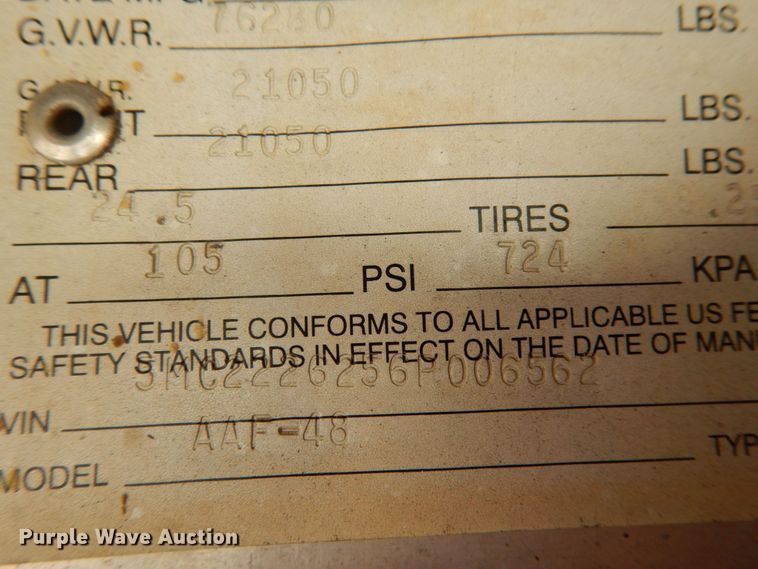 G.V.W.R. 76280 LBS.
21050
LBS.
REAR 21050 LBS.
24.5 TIRES
AT 105 PSI 724 KPA
THIS VEHICLE CONFORMS TO ALL APPLICABLE US
SAFETY STANDARDS IN EFFECT ON THE DATE OF
VIN
MODEL AAF-48
Purple Wave Auction